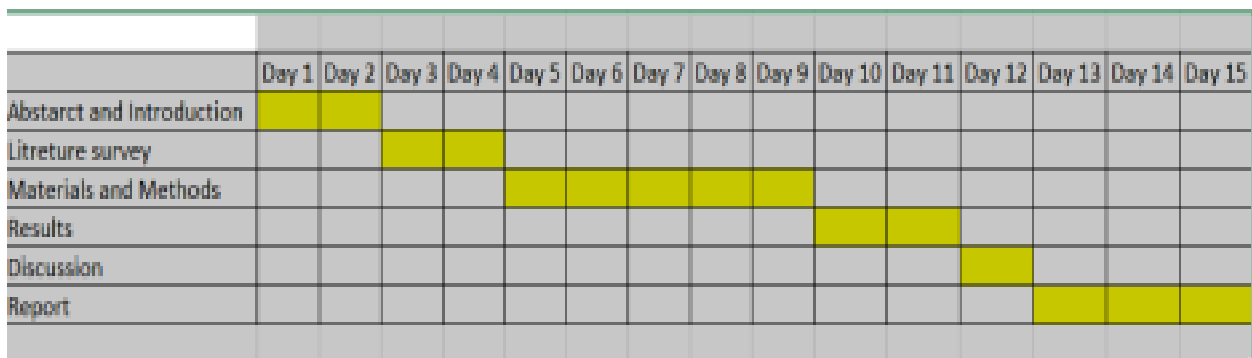 Day 1 Day 2 Day 3 Day 4 Day 5 Day 6 Day 7 Day 8 Day 9 Day 10 Day 11 Day 12 Day 13 Day 14 Day 15
Abstarct and Introduction
Litreture survey
Materials and Methods
Results
Discussion
Report